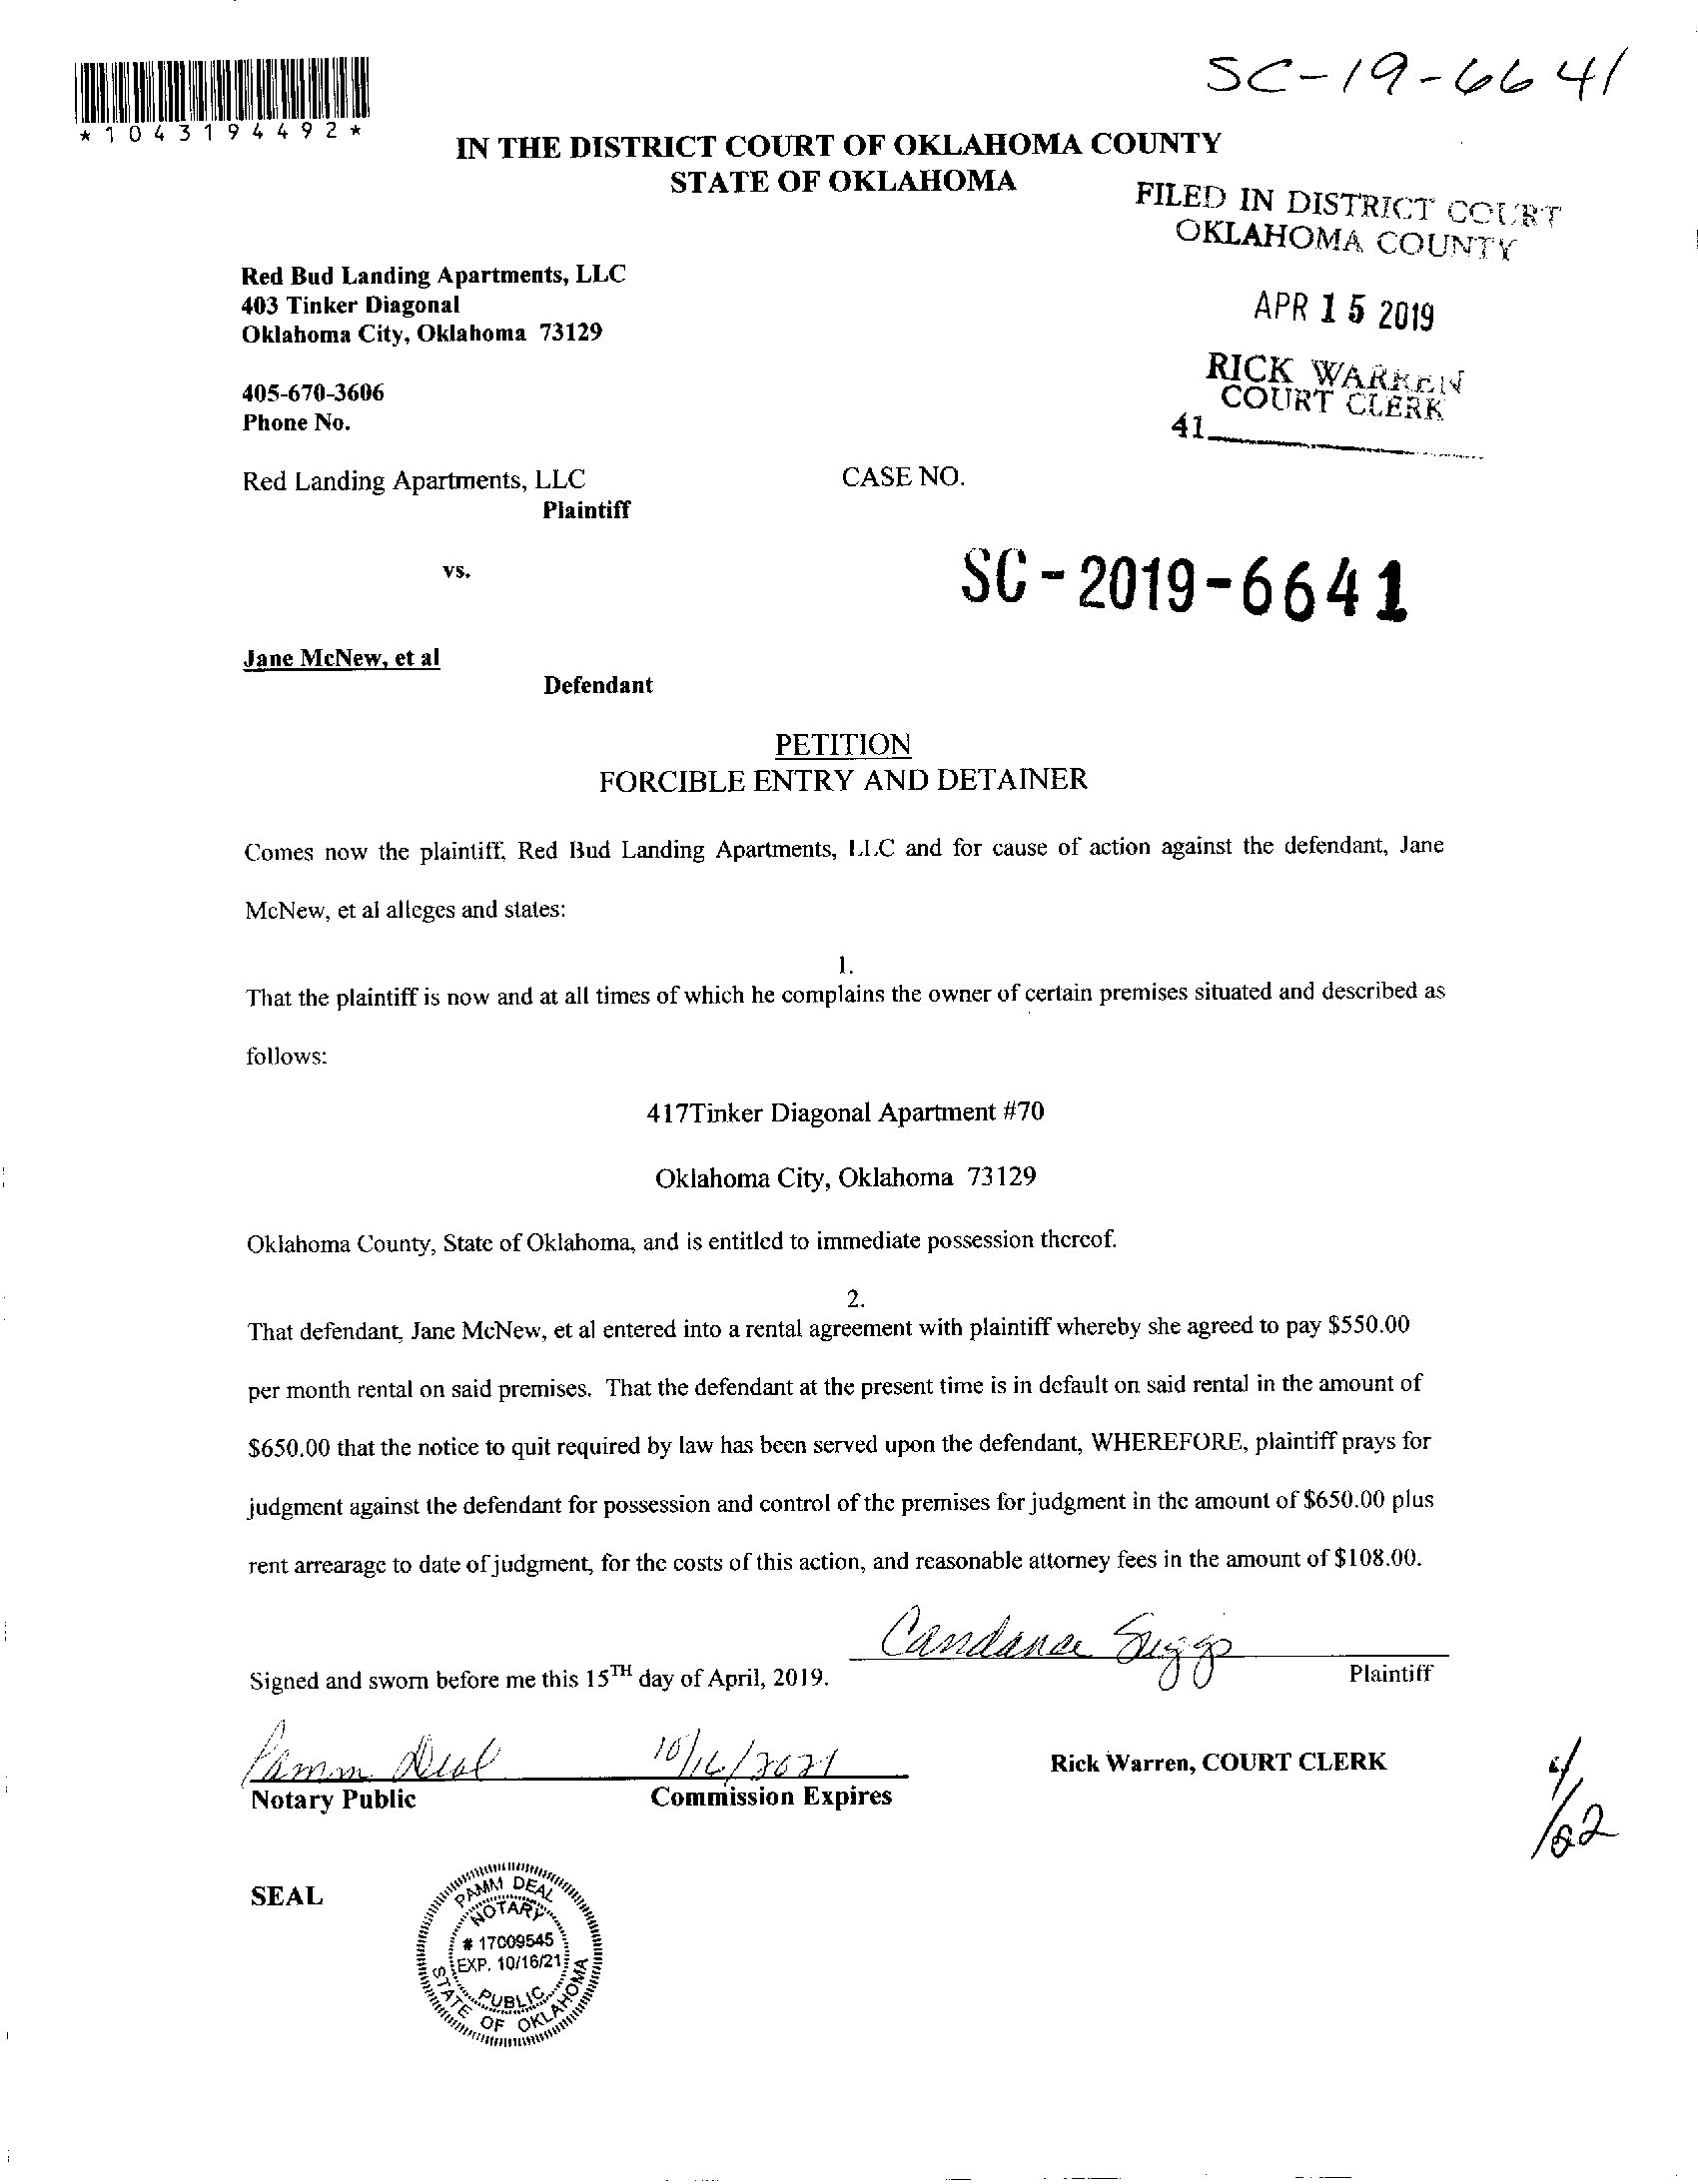 SC-19-6641
*1043194492*
IN THE DISTRICT COURT OF OKLAHOMA COUNTY
STATE OF OKLAHOMA
FILED IN DISTRICT COURT
OKLAHOMA COUNTY
Red Bud Landing Apartments, LLC
403 Tinker Diagonal
Oklahoma City, Oklahoma 73129
APR 15 2019
RICK WARREN
COURT CLERK
41
405-670-3606
Phone No.
Red Landing Apartments, LLC
Plaintiff
CASE NO.
vs.
SC-2019-6641
Jane McNew, et al
Defendant
PETITION
FORCIBLE ENTRY AND DETAINER
Comes now the plaintiff, Red Bud Landing Apartments, LLC and for cause of action against the defendant, Jane
McNew, et al alleges and states:
1.
That the plaintiff is now and at all times of which he complains the owner of certain premises situated and described as
follows:
417Tinker Diagonal Apartment #70
Oklahoma City, Oklahoma 73129
Oklahoma County, State of Oklahoma, and is entitled to immediate possession thereof.
2.
That defendant, Jane McNew, et al entered into a rental agreement with plaintiff whereby she agreed to pay $550.00
per month rental on said premises. That the defendant at the present time is in default on said rental in the amount of
$650.00 that the notice to quit required by law has been served upon the defendant, WHEREFORE, plaintiff prays for
judgment against the defendant for possession and control of the premises for judgment in the amount of $650.00 plus
rent arrearage to date of judgment, for the costs of this action, and reasonable attorney fees in the amount of $108.00.
Candance Suggs
Plaintiff
Signed and sworn before me this 15TH day of April, 2019.
Pamm Deal
Notary Public
10/16/2021
Commission Expires
Rick Warren, COURT CLERK
SEAL
PAMM DEAL
NOTARY
# 17009545
EXP. 10/16/21
PUBLIC
STATE OF OKLAHOMA